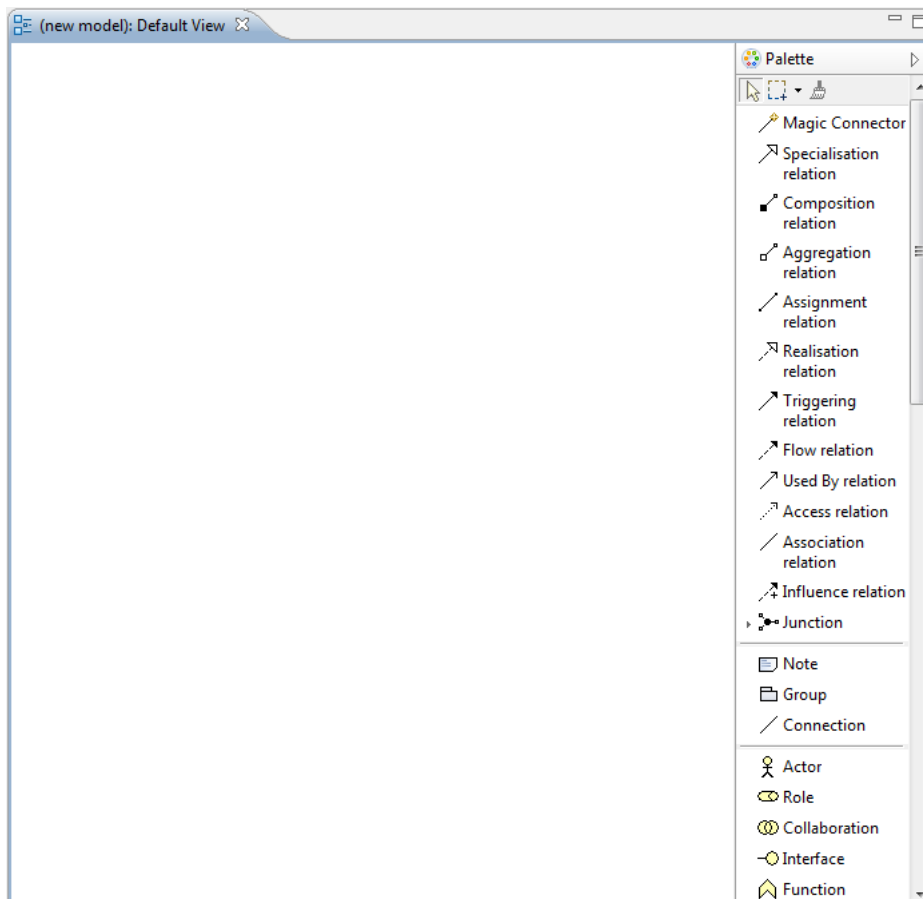 (new model): Default View
Palette
Magic Connector
Specialisation
relation
Composition
relation
Aggregation
relation
Assignment
relation
Realisation
relation
Triggering
relation
Flow relation
Used By relation
Access relation
Association
relation
Influence relation
Junction
Note
Group
Connection
Actor
Role
Collaboration
Interface
Function